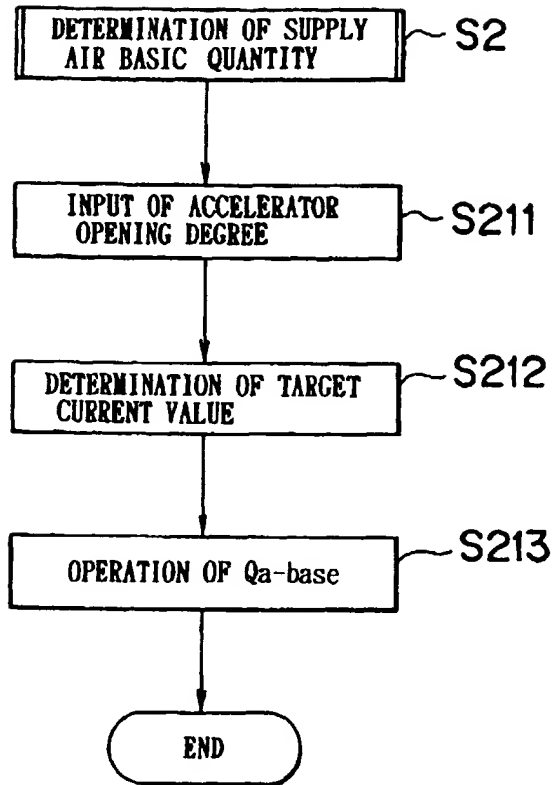 DETERMINATION OF SUPPLY
AIR BASIC QUANTITY
S2
INPUT OF ACCELERATOR
OPENING DEGREE
S211
DETERMINATION OF TARGET
CURRENT VALUE
S212
OPERATION OF Qa-base
S213
END